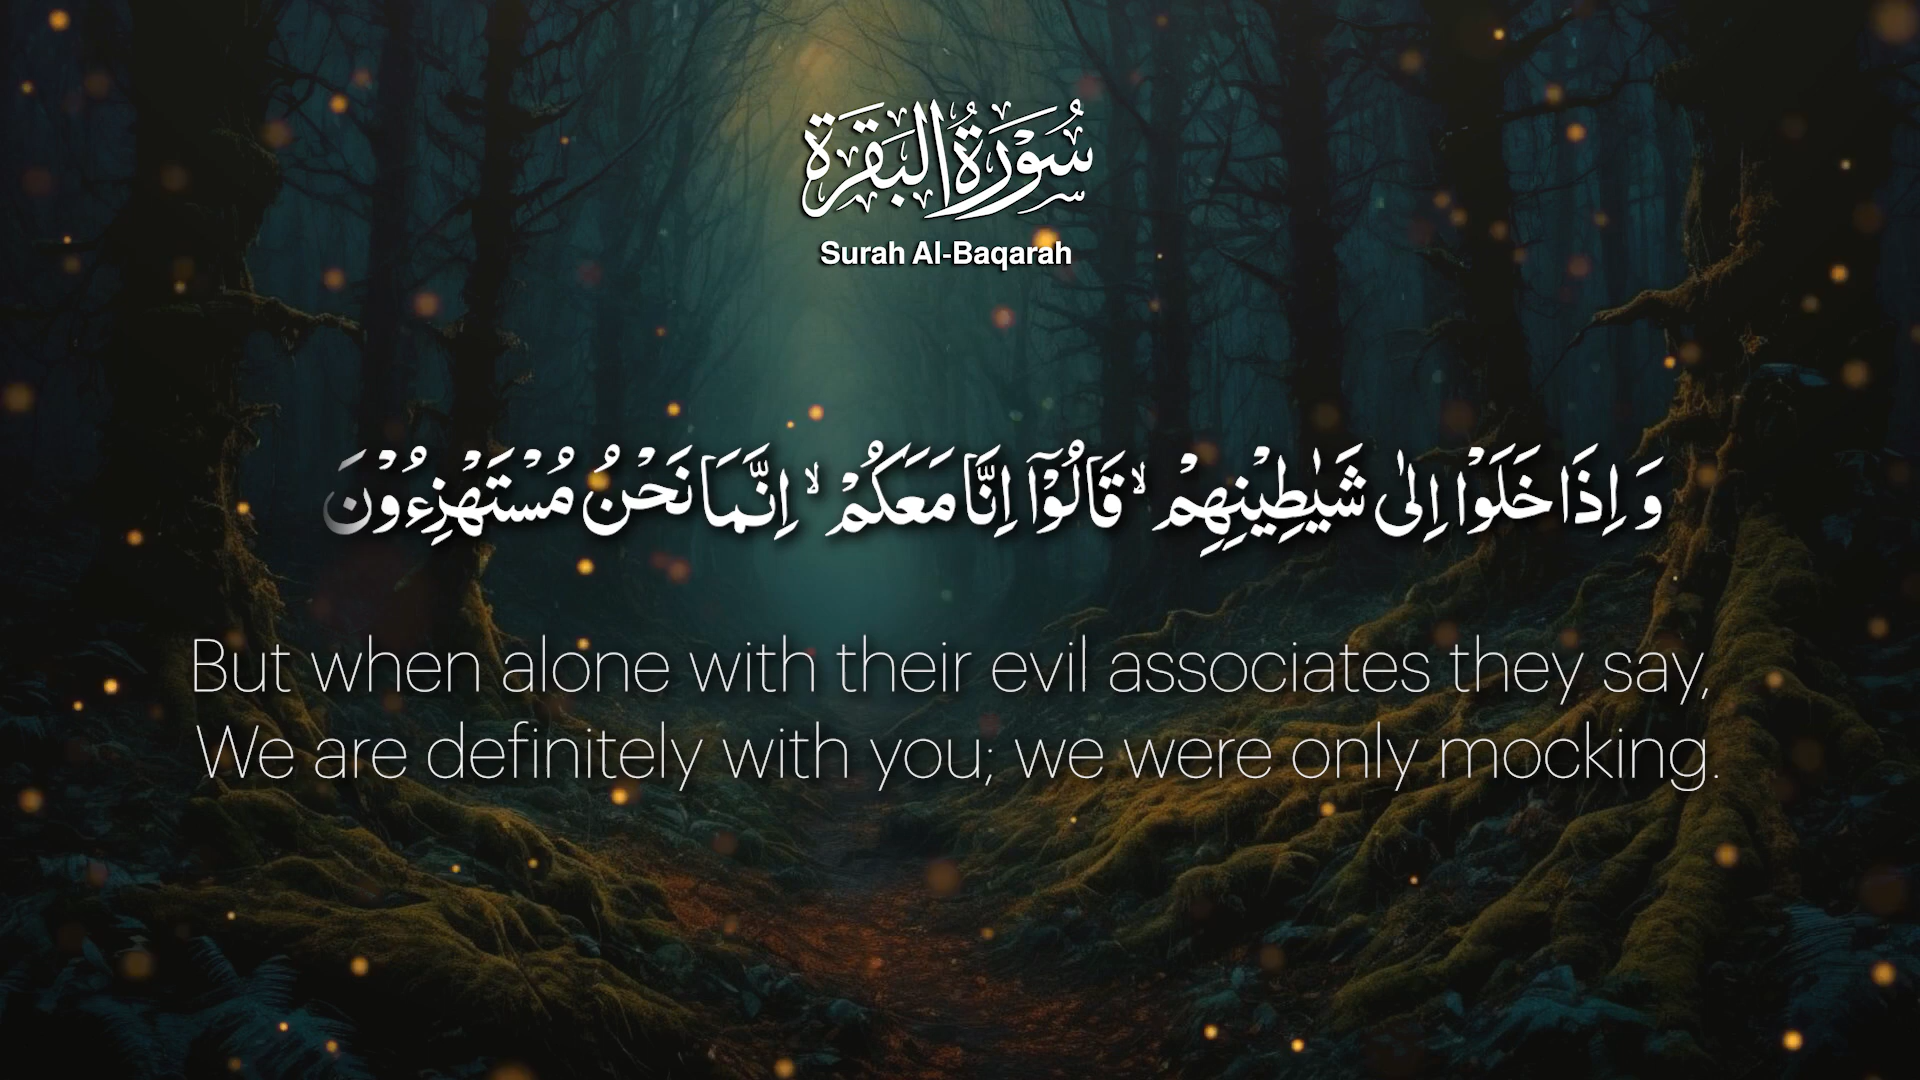 سُوْرَةُ الْبَقَرَة
Surah Al-Baqarah
وَ اِذَا خَلَوْا اِلٰى شَيٰطِيْنِهِمْ ۙ قَالُوْۤا اِنَّا مَعَكُمْ ۙ اِنَّمَا نَحْنُ مُسْتَهْزِءُوْنَ
But when alone with their evil associates they say,
We are definitely with you; we were only mocking.